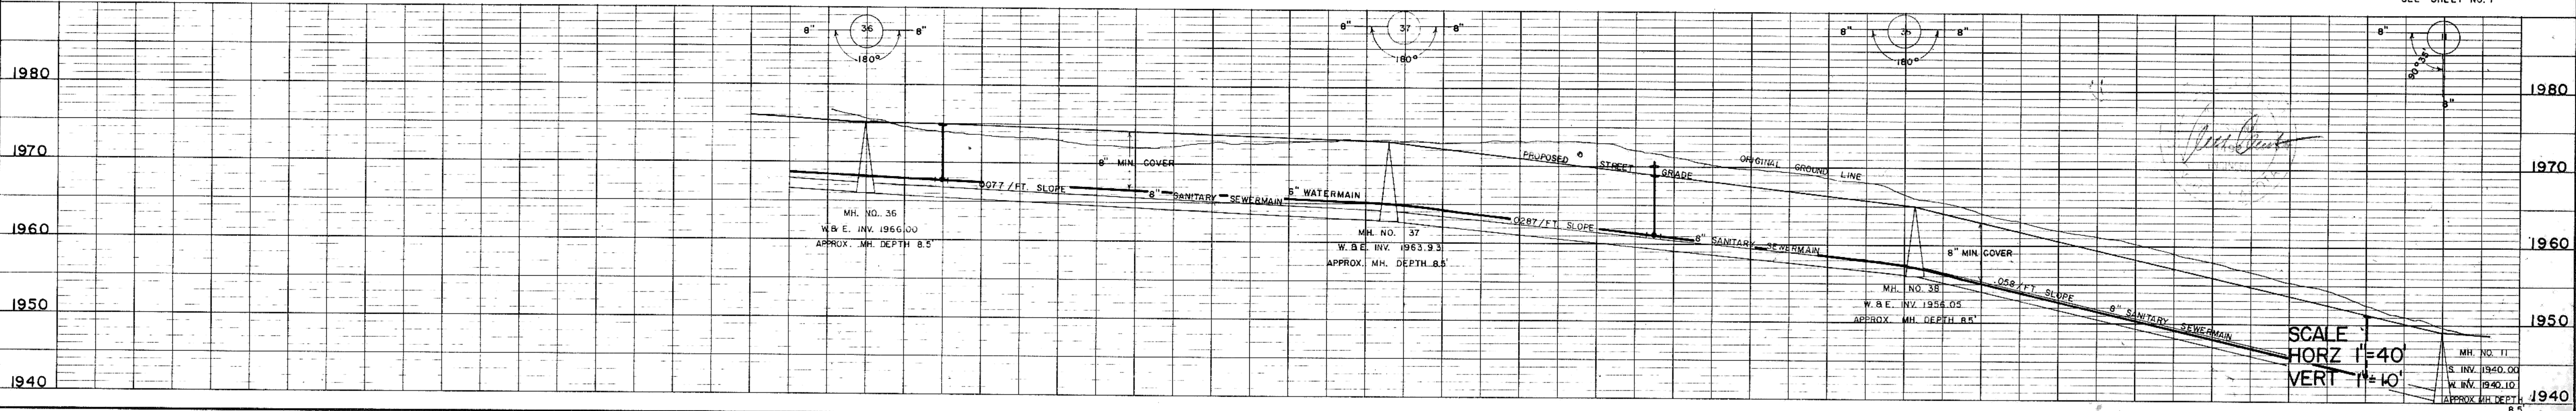 SEE SHEET NO. 1
8" 36 8"
180°
8" 37 8"
180°
8" 8"
180°
8" 11
90°35'
8"
1980
1970
1960
1950
1940
1980
1970
1960
1950
1940
8" MIN. COVER
.0077/FT. SLOPE
8" SANITARY SEWERMAIN
6" WATERMAIN
PROPOSED STREET GRADE
ORIGINAL GROUND LINE
.0287/FT. SLOPE
8" SANITARY SEWERMAIN
8" MIN. COVER
.058/FT. SLOPE
8" SANITARY SEWERMAIN
MH. NO. 36
W. & E. INV. 1966.00
APPROX. MH. DEPTH 8.5'
MH. NO. 37
W. & E. INV. 1963.93
APPROX. MH. DEPTH 8.5'
MH. NO. 38
W. & E. INV. 1956.05
APPROX. MH. DEPTH 8.5'
SCALE
HORZ 1"=40'
VERT 1"=10'
MH. NO. 11
S. INV. 1940.00
W. INV. 1940.10
APPROX. MH. DEPTH
8.5'